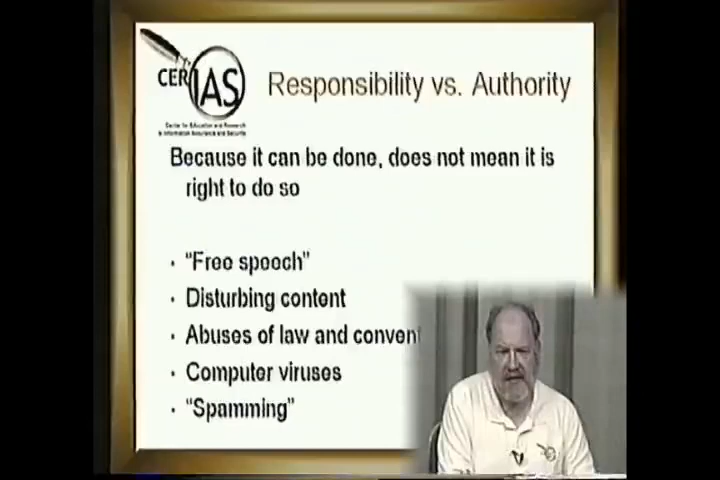 CERIAS
Center for Education and Research
in Information Assurance and Security
Responsibility vs. Authority
Because it can be done, does not mean it is
right to do so
· “Free speech”
· Disturbing content
· Abuses of law and convent
· Computer viruses
· “Spamming”